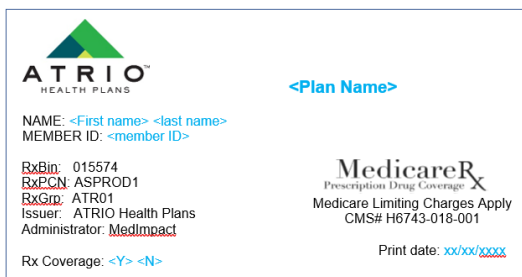 ATRIO™
HEALTH PLANS
<Plan Name>
NAME: <First name> <last name>
MEMBER ID: <member ID>
RxBin: 015574
RxPCN: ASPROD1
RxGrp: ATR01
Issuer: ATRIO Health Plans
Administrator: MedImpact
Rx Coverage: <Y> <N>
MedicareRx
Prescription Drug Coverage
Medicare Limiting Charges Apply
CMS# H6743-018-001
Print date: xx/xx/xxxx